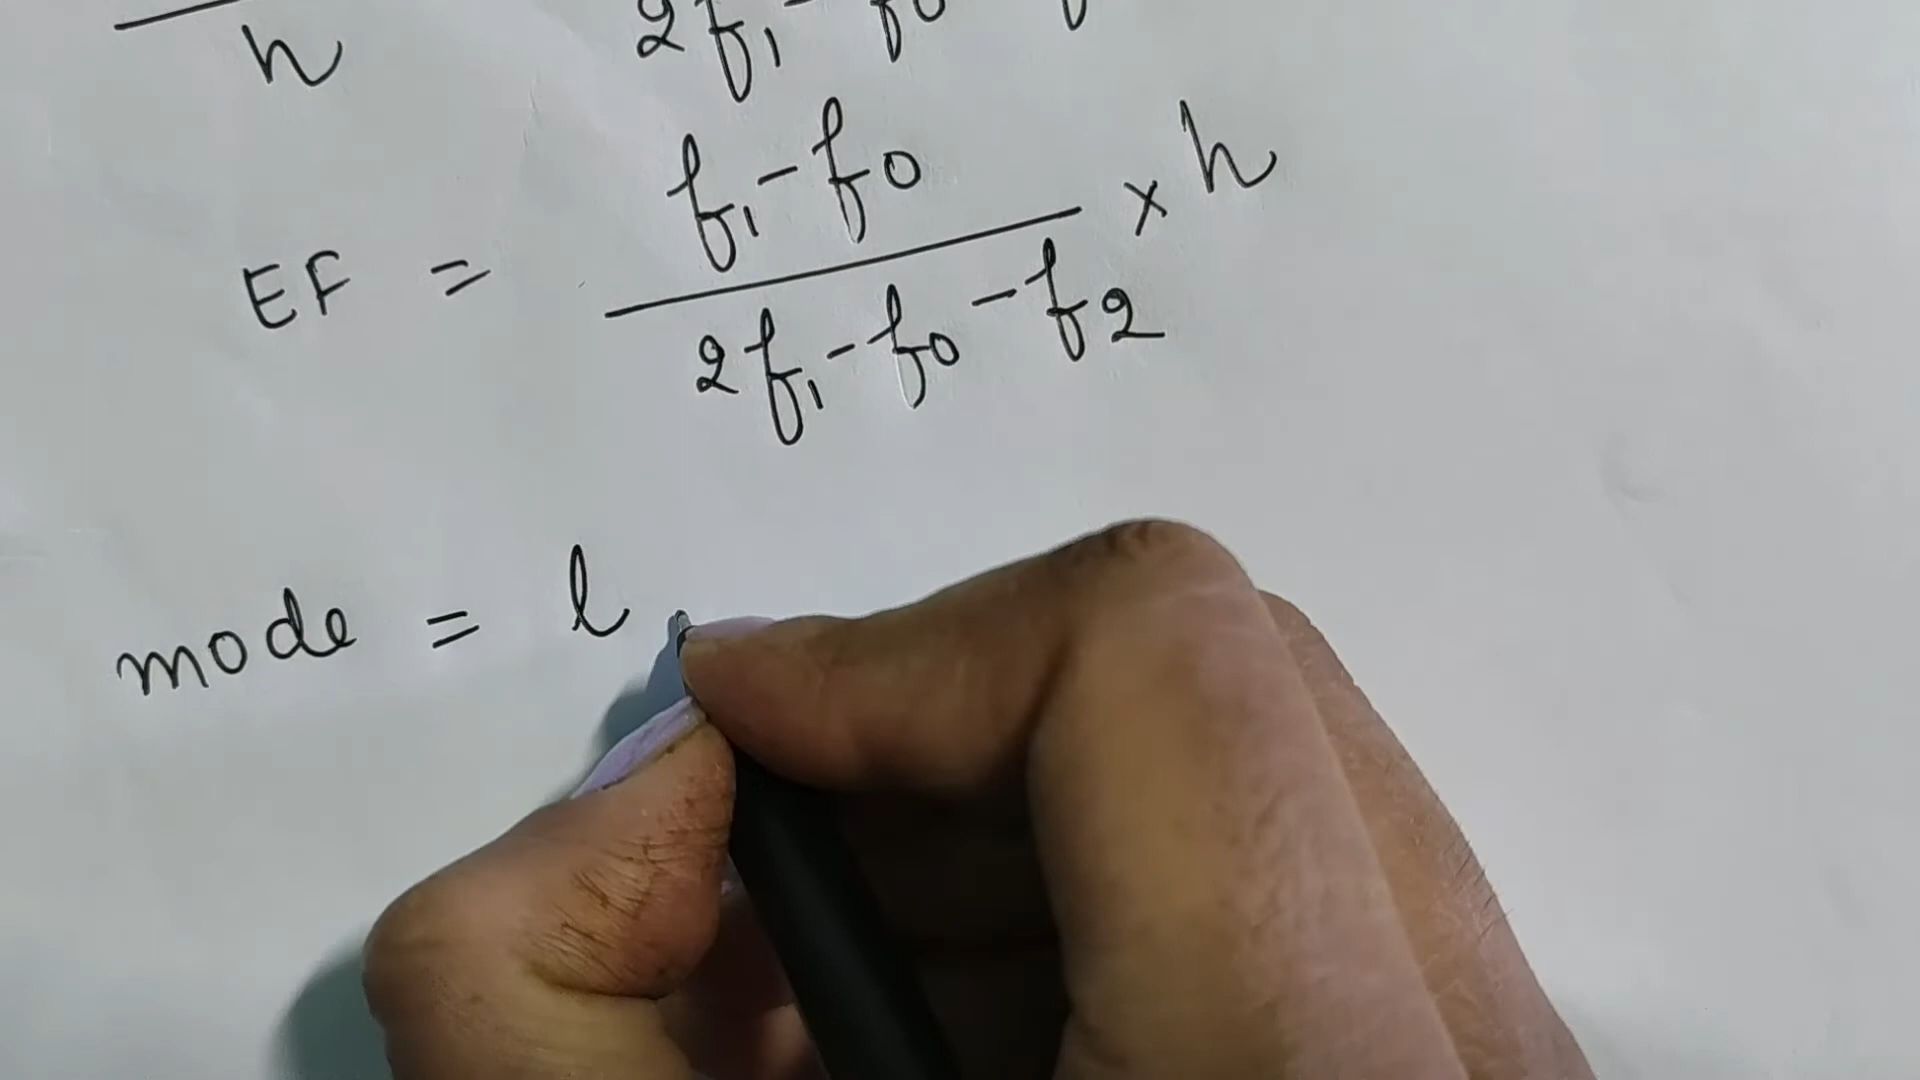 h 2f₁ - f₀
EF = (f₁ - f₀) / (2f₁ - f₀ - f₂) × h
mode = l